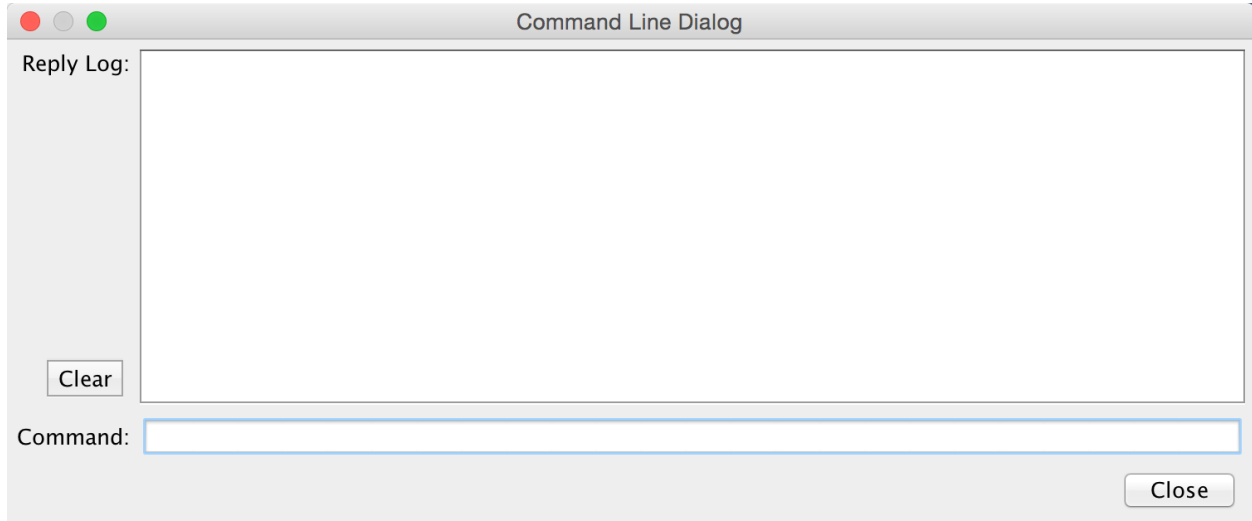 Command Line Dialog
Reply Log:
Clear
Command:
Close